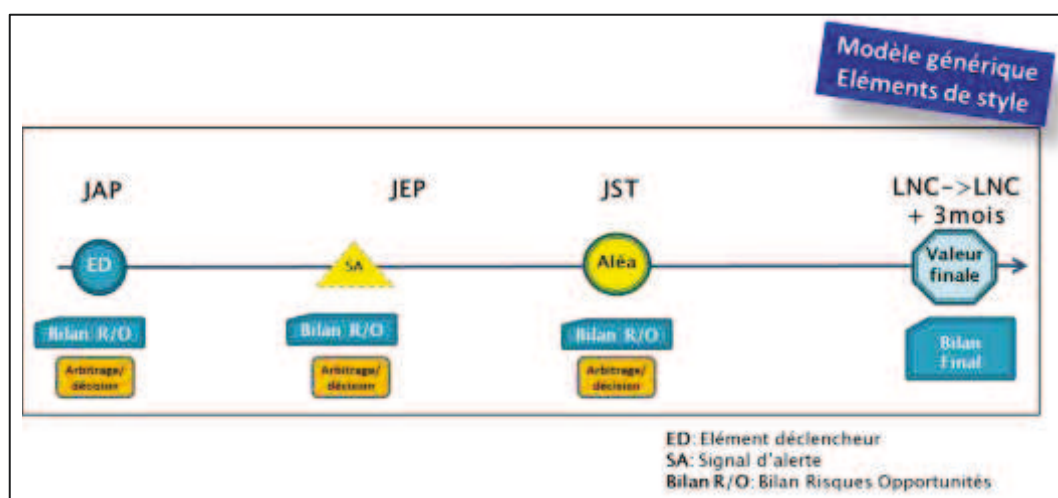 Modèle générique
Eléments de style
JAP
JEP
JST
LNC->LNC
+ 3mois
ED
SA
Aléa
Valeur
finale
Bilan R/O
Bilan R/O
Bilan R/O
Bilan
Final
Arbitrage/
décision
Arbitrage/
décision
Arbitrage/
décision
ED: Elément déclencheur
SA: Signal d'alerte
Bilan R/O: Bilan Risques Opportunités